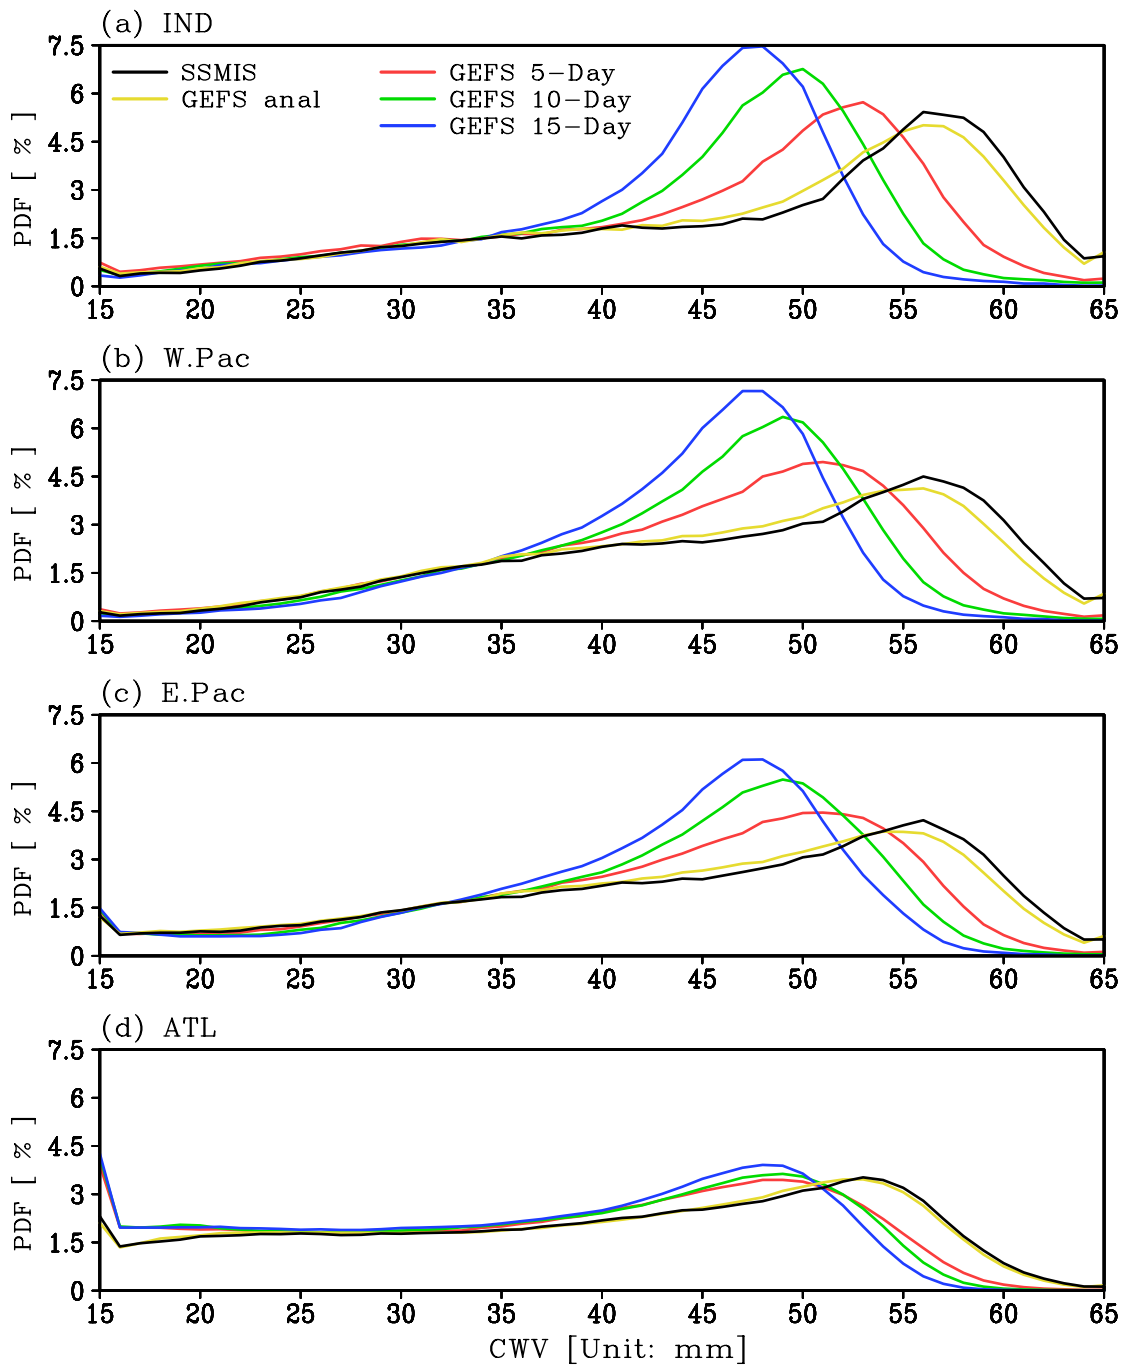 (a) IND
7.5
SSMIS
GEFS 5-Day
6
GEFS anal
GEFS 10-Day
GEFS 15-Day
4.5
3
1.5
0
PDF [ % ]
15 20 25 30 35 40 45 50 55 60 65
(b) W.Pac
7.5
6
4.5
3
1.5
0
PDF [ % ]
15 20 25 30 35 40 45 50 55 60 65
(c) E.Pac
7.5
6
4.5
3
1.5
0
PDF [ % ]
15 20 25 30 35 40 45 50 55 60 65
(d) ATL
7.5
6
4.5
3
1.5
0
PDF [ % ]
15 20 25 30 35 40 45 50 55 60 65
CWV [Unit: mm]